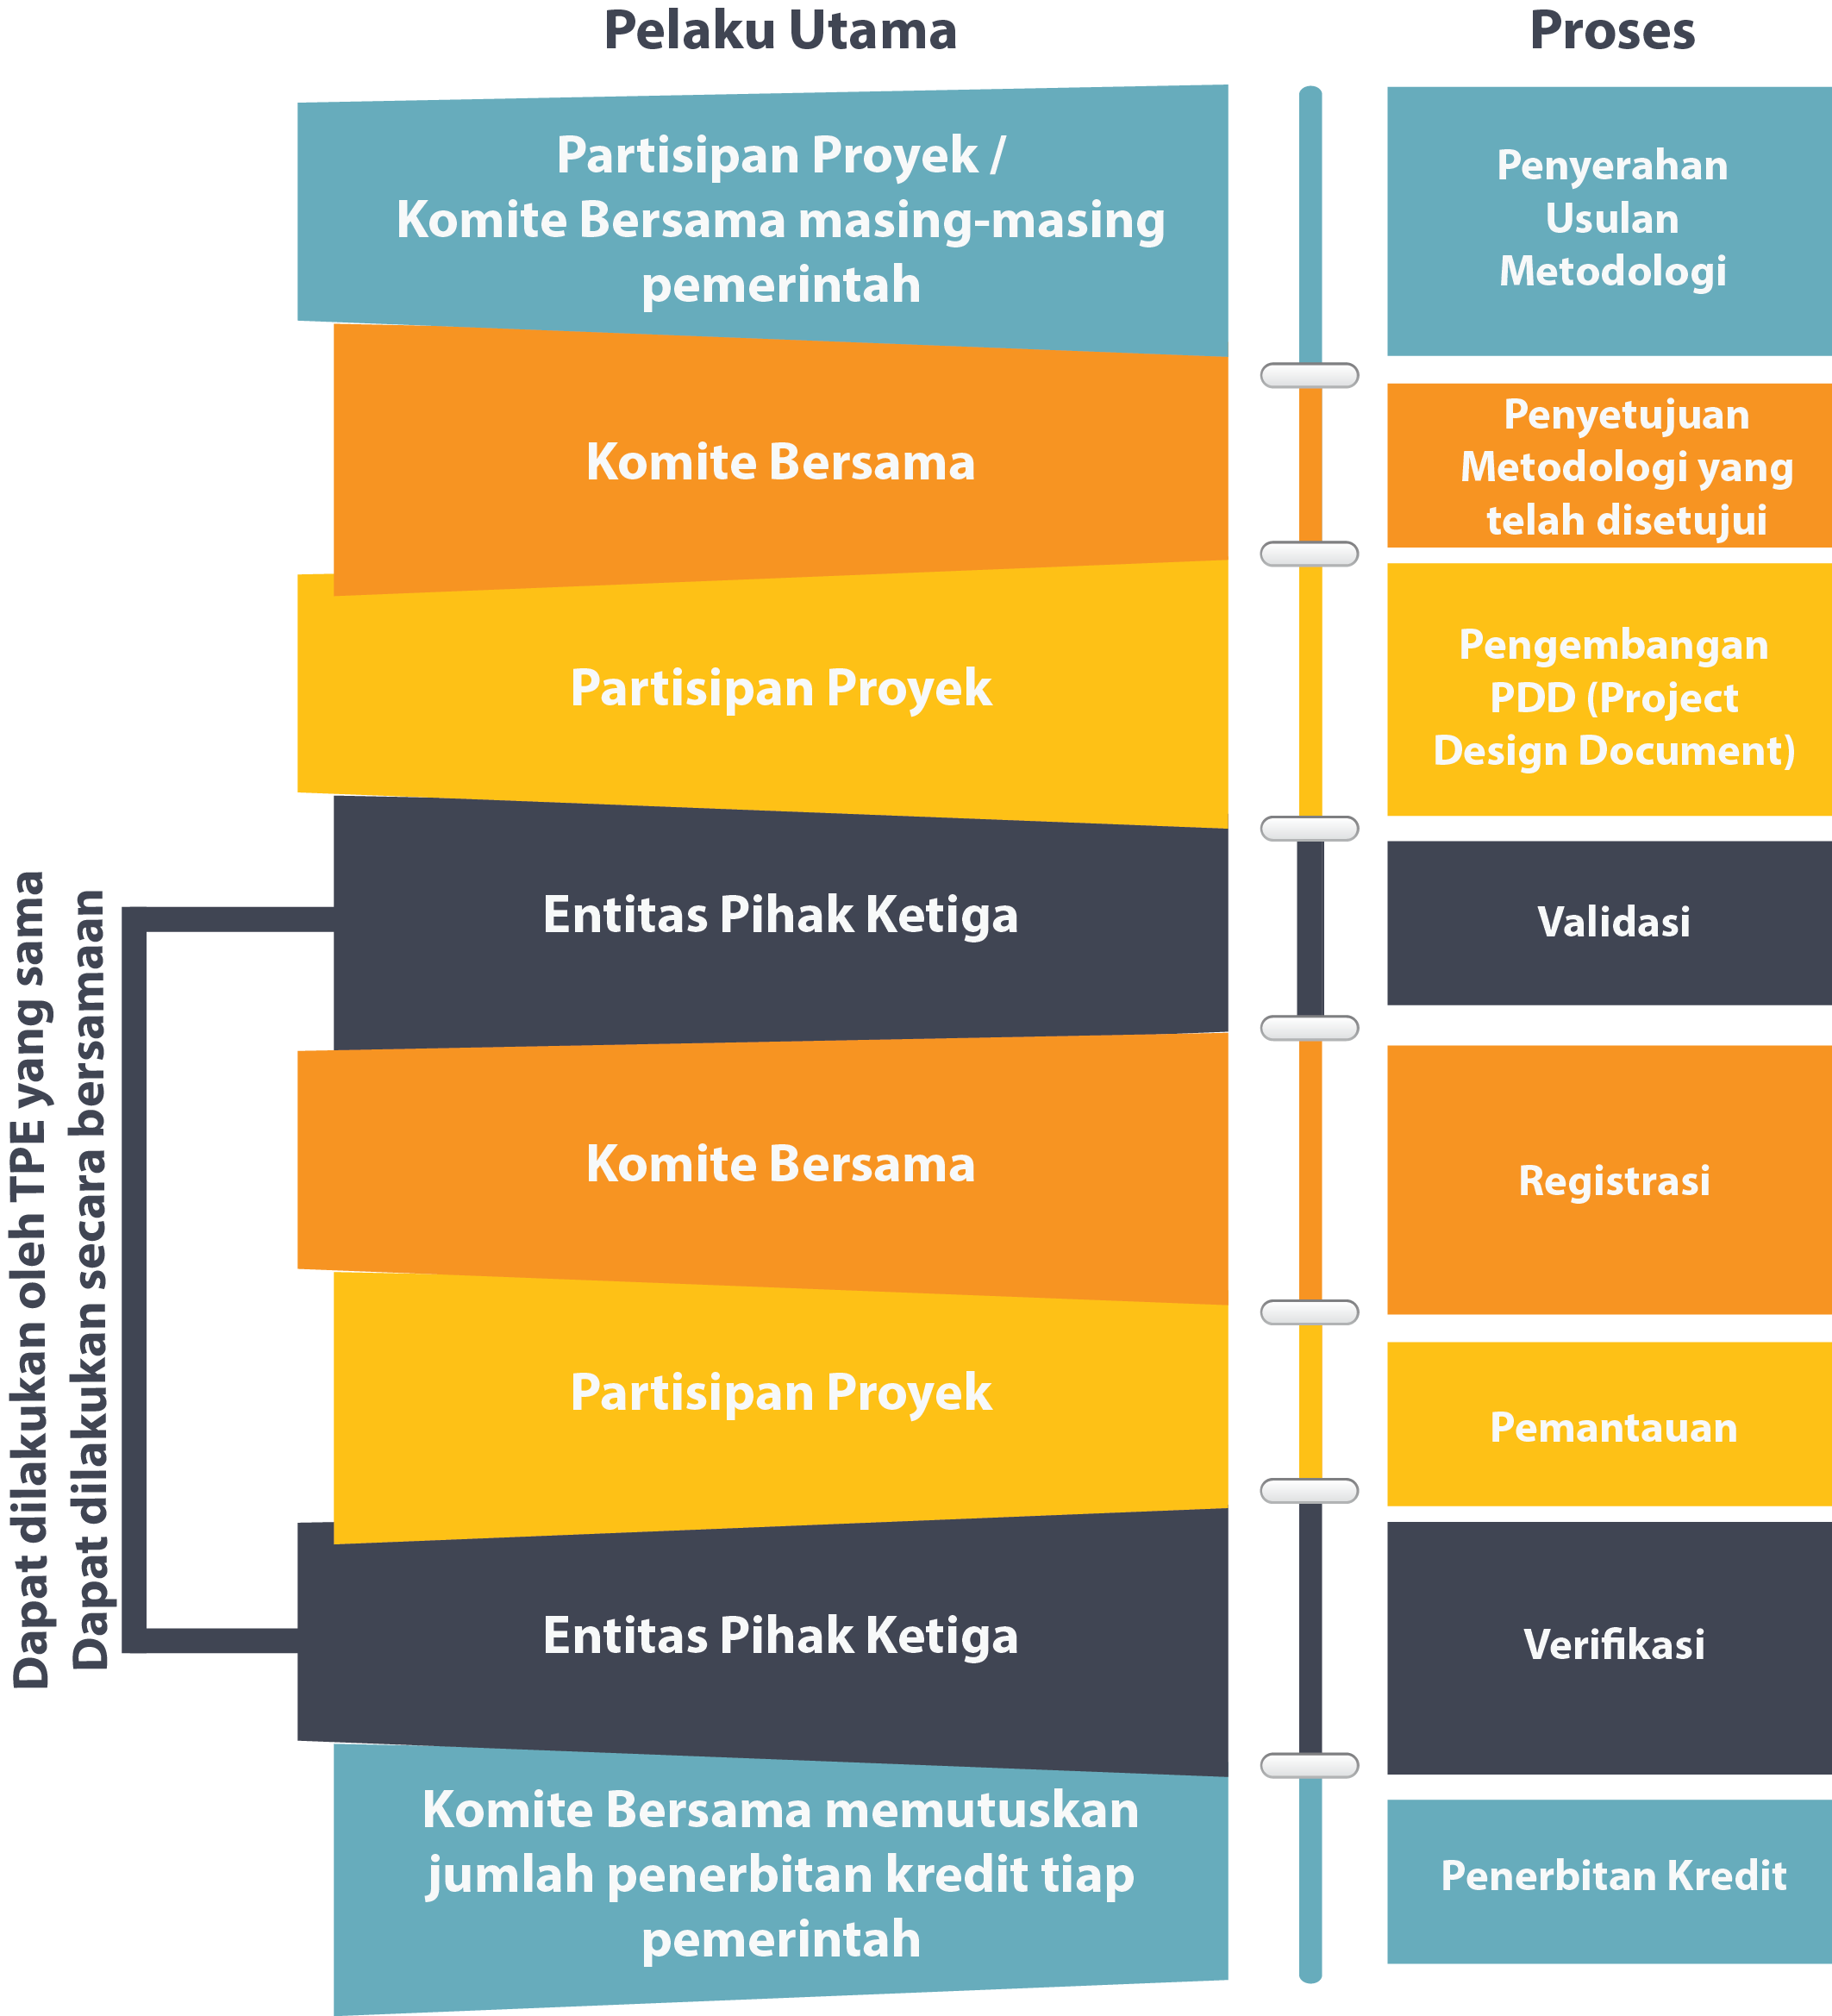 Pelaku Utama
Proses
Partisipan Proyek /
Komite Bersama masing-masing
pemerintah
Penyerahan
Usulan
Metodologi
Komite Bersama
Penyetujuan
Metodologi yang
telah disetujui
Partisipan Proyek
Pengembangan
PDD (Project
Design Document)
Entitas Pihak Ketiga
Validasi
Komite Bersama
Registrasi
Partisipan Proyek
Pemantauan
Entitas Pihak Ketiga
Verifikasi
Komite Bersama memutuskan
jumlah penerbitan kredit tiap
pemerintah
Penerbitan Kredit
Dapat dilakukan oleh TPE yang sama
Dapat dilakukan secara bersamaan